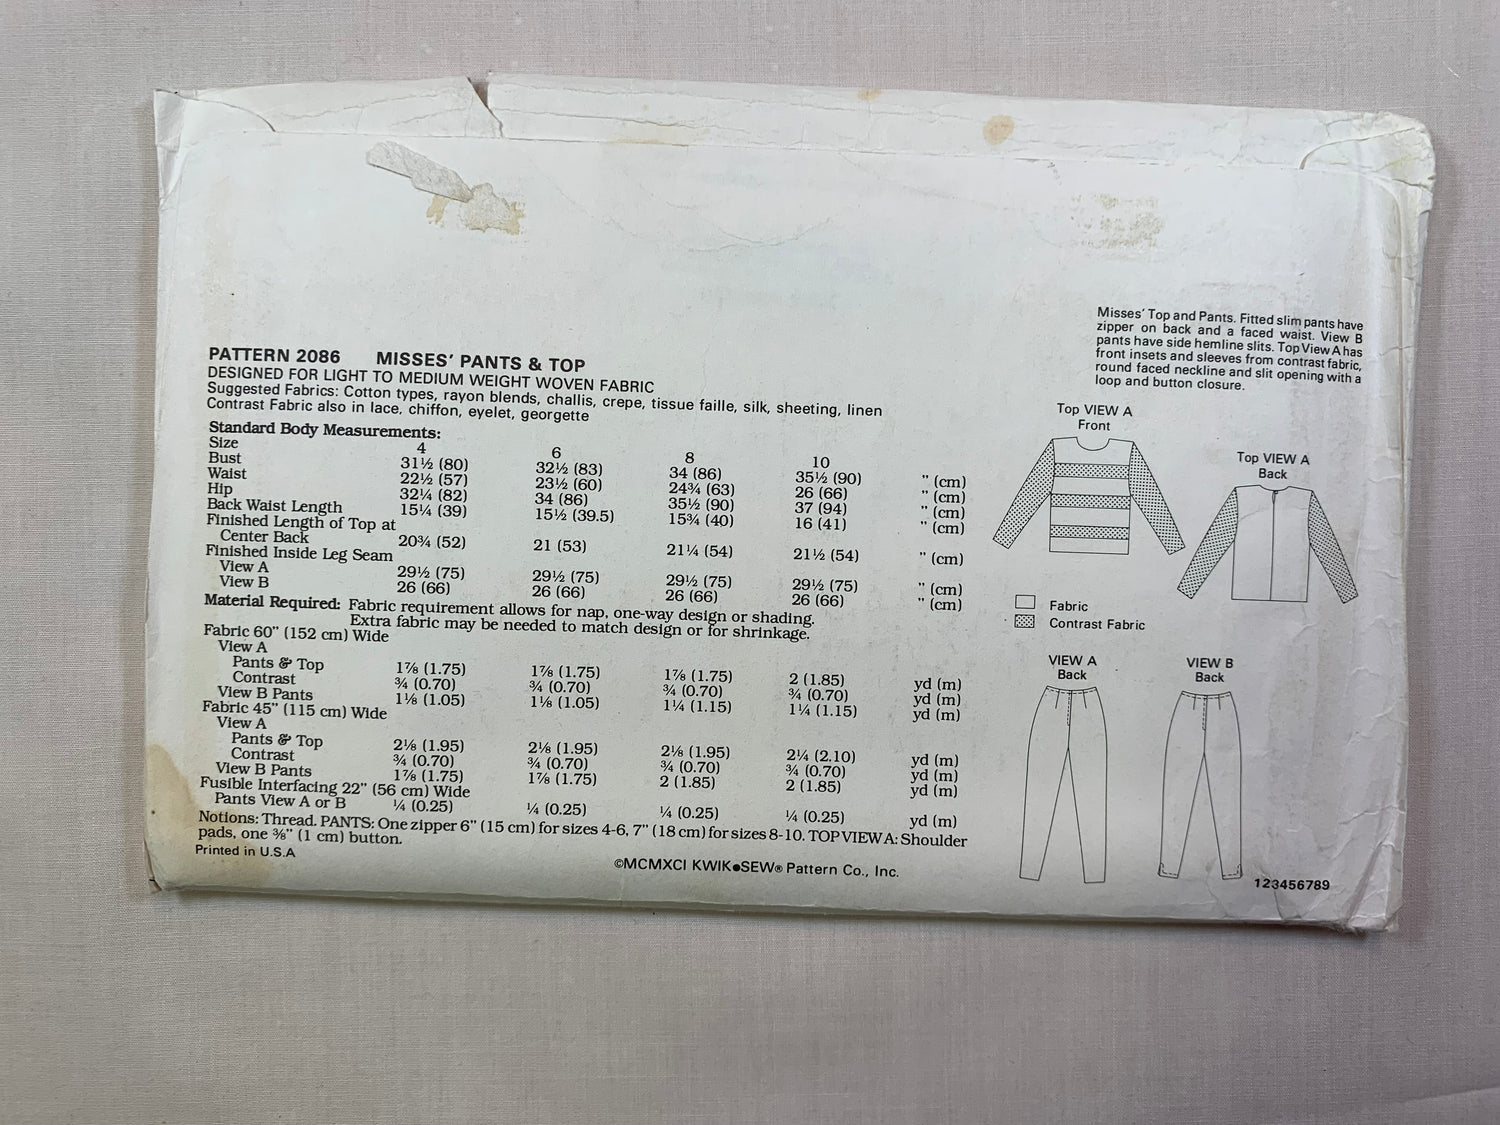 PATTERN 2086 MISSES' PANTS & TOP
DESIGNED FOR LIGHT TO MEDIUM WEIGHT WOVEN FABRIC
Suggested Fabrics: Cotton types, rayon blends, challis, crepe, tissue faille, silk, sheeting, linen
Contrast Fabric also in lace, chiffon, eyelet, georgette
Standard Body Measurements:
Size 4 6 8 10
Bust 31½ (80) 32½ (83) 34 (86) 35½ (90) " (cm)
Waist 22½ (57) 23½ (60) 24¾ (63) 26 (66) " (cm)
Hip 32¼ (82) 34 (86) 35½ (90) 37 (94) " (cm)
Back Waist Length 15¼ (39) 15½ (39.5) 15¾ (40) 16 (41) " (cm)
Finished Length of Top at
Center Back 20¾ (52) 21 (53) 21¼ (54) 21½ (54) " (cm)
Finished Inside Leg Seam
View A 29½ (75) 29½ (75) 29½ (75) 29½ (75) " (cm)
View B 26 (66) 26 (66) 26 (66) 26 (66) " (cm)
Material Required: Fabric requirement allows for nap, one-way design or shading.
Extra fabric may be needed to match design or for shrinkage.
Fabric 60" (152 cm) Wide
View A
Pants & Top 1⅞ (1.75) 1⅞ (1.75) 1⅞ (1.75) 2 (1.85) yd (m)
Contrast ¾ (0.70) ¾ (0.70) ¾ (0.70) ¾ (0.70) yd (m)
View B Pants 1⅛ (1.05) 1⅛ (1.05) 1¼ (1.15) 1¼ (1.15) yd (m)
Fabric 45" (115 cm) Wide
View A
Pants & Top 2⅛ (1.95) 2⅛ (1.95) 2⅛ (1.95) 2¼ (2.10) yd (m)
Contrast ¾ (0.70) ¾ (0.70) ¾ (0.70) ¾ (0.70) yd (m)
View B Pants 1⅞ (1.75) 1⅞ (1.75) 2 (1.85) 2 (1.85) yd (m)
Fusible Interfacing 22" (56 cm) Wide
Pants View A or B ¼ (0.25) ¼ (0.25) ¼ (0.25) ¼ (0.25) yd (m)
Notions: Thread. PANTS: One zipper 6" (15 cm) for sizes 4-6, 7" (18 cm) for sizes 8-10. TOP VIEW A: Shoulder
pads, one ⅜" (1 cm) button.
Printed in U.S.A
©MCMXCI KWIK•SEW® Pattern Co., Inc.
Misses' Top and Pants. Fitted slim pants have
zipper on back and a faced waist. View B
pants have side hemline slits. Top View A has
front insets and sleeves from contrast fabric,
round faced neckline and slit opening with a
loop and button closure.
Top VIEW A
Front
Top VIEW A
Back
Fabric
Contrast Fabric
VIEW A
Back
VIEW B
Back
123456789